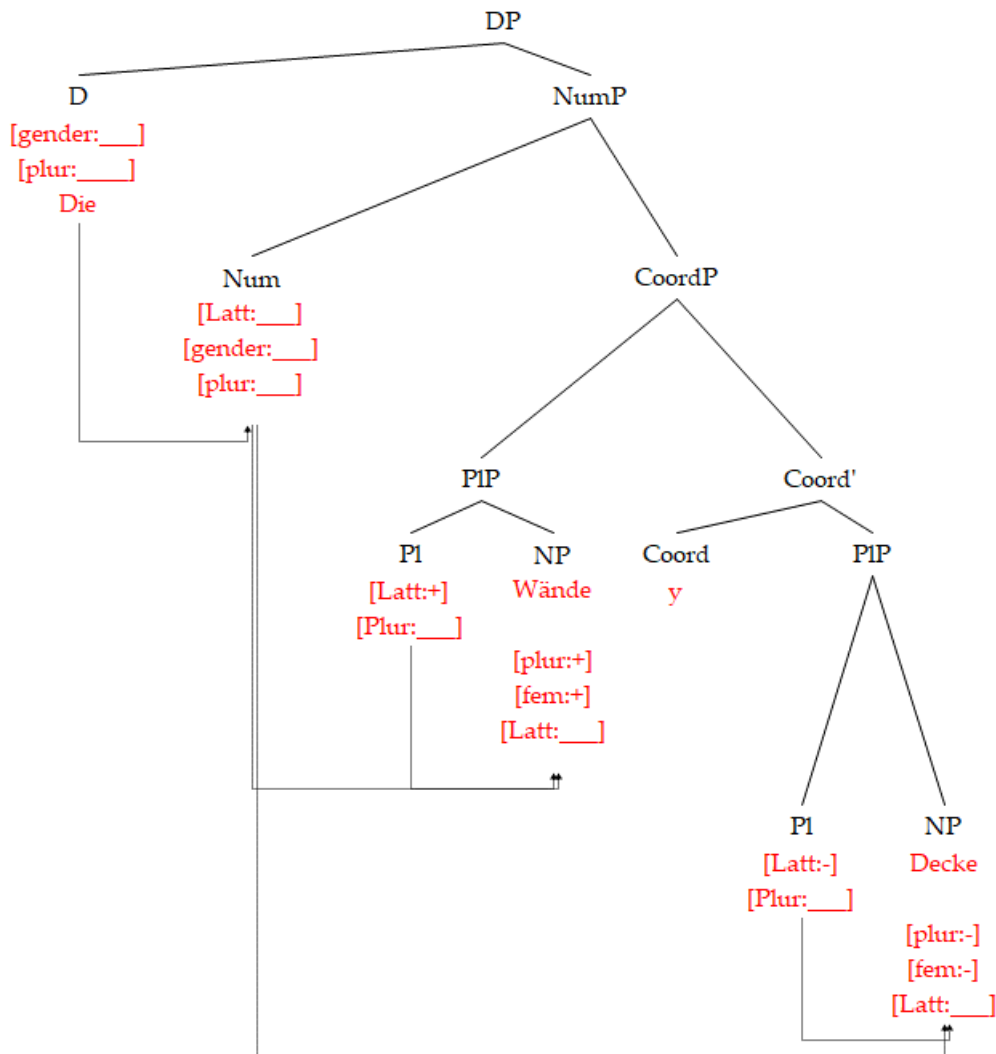 DP
D NumP
[gender:___]
[plur:____]
Die
Num CoordP
[Latt:___]
[gender:___]
[plur:___]
PlP Coord'
Pl NP Coord PlP
[Latt:+] Wände y
[Plur:___]
[plur:+]
[fem:+]
[Latt:___]
Pl NP
[Latt:-] Decke
[Plur:___]
[plur:-]
[fem:-]
[Latt:___]